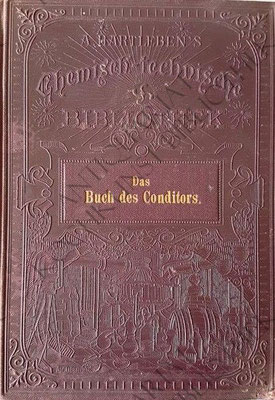 A. HARTLEBEN'S
Chemisch-technische
BIBLIOTHEK
Das
Buch des Conditors.